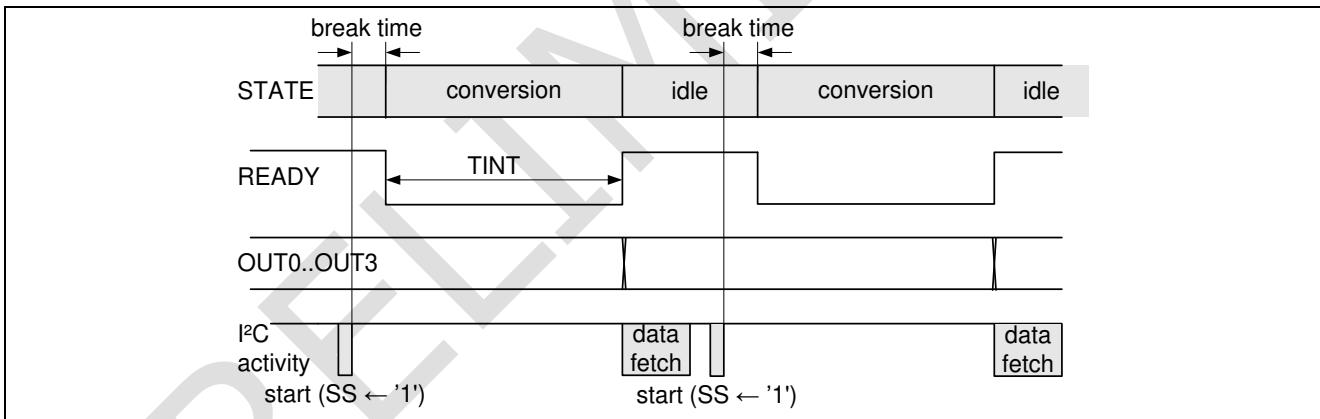 break time break time
STATE conversion idle conversion idle
READY TINT
OUT0..OUT3
I²C
activity
data
fetch
data
fetch
start (SS ← '1') start (SS ← '1')
PRELIMI